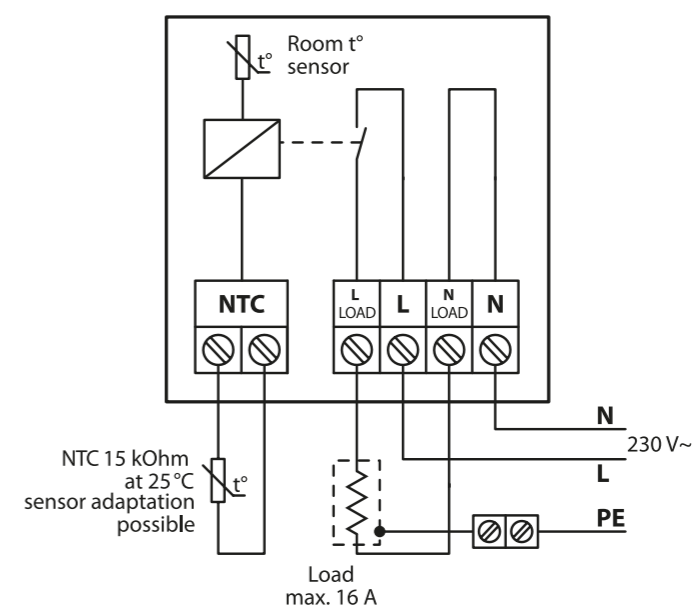 Room t°
sensor
t°
NTC
L
LOAD
L
N
LOAD
N
N
230 V~
L
PE
NTC 15 kOhm
at 25 °C
sensor adaptation
possible
t°
Load
max. 16 A